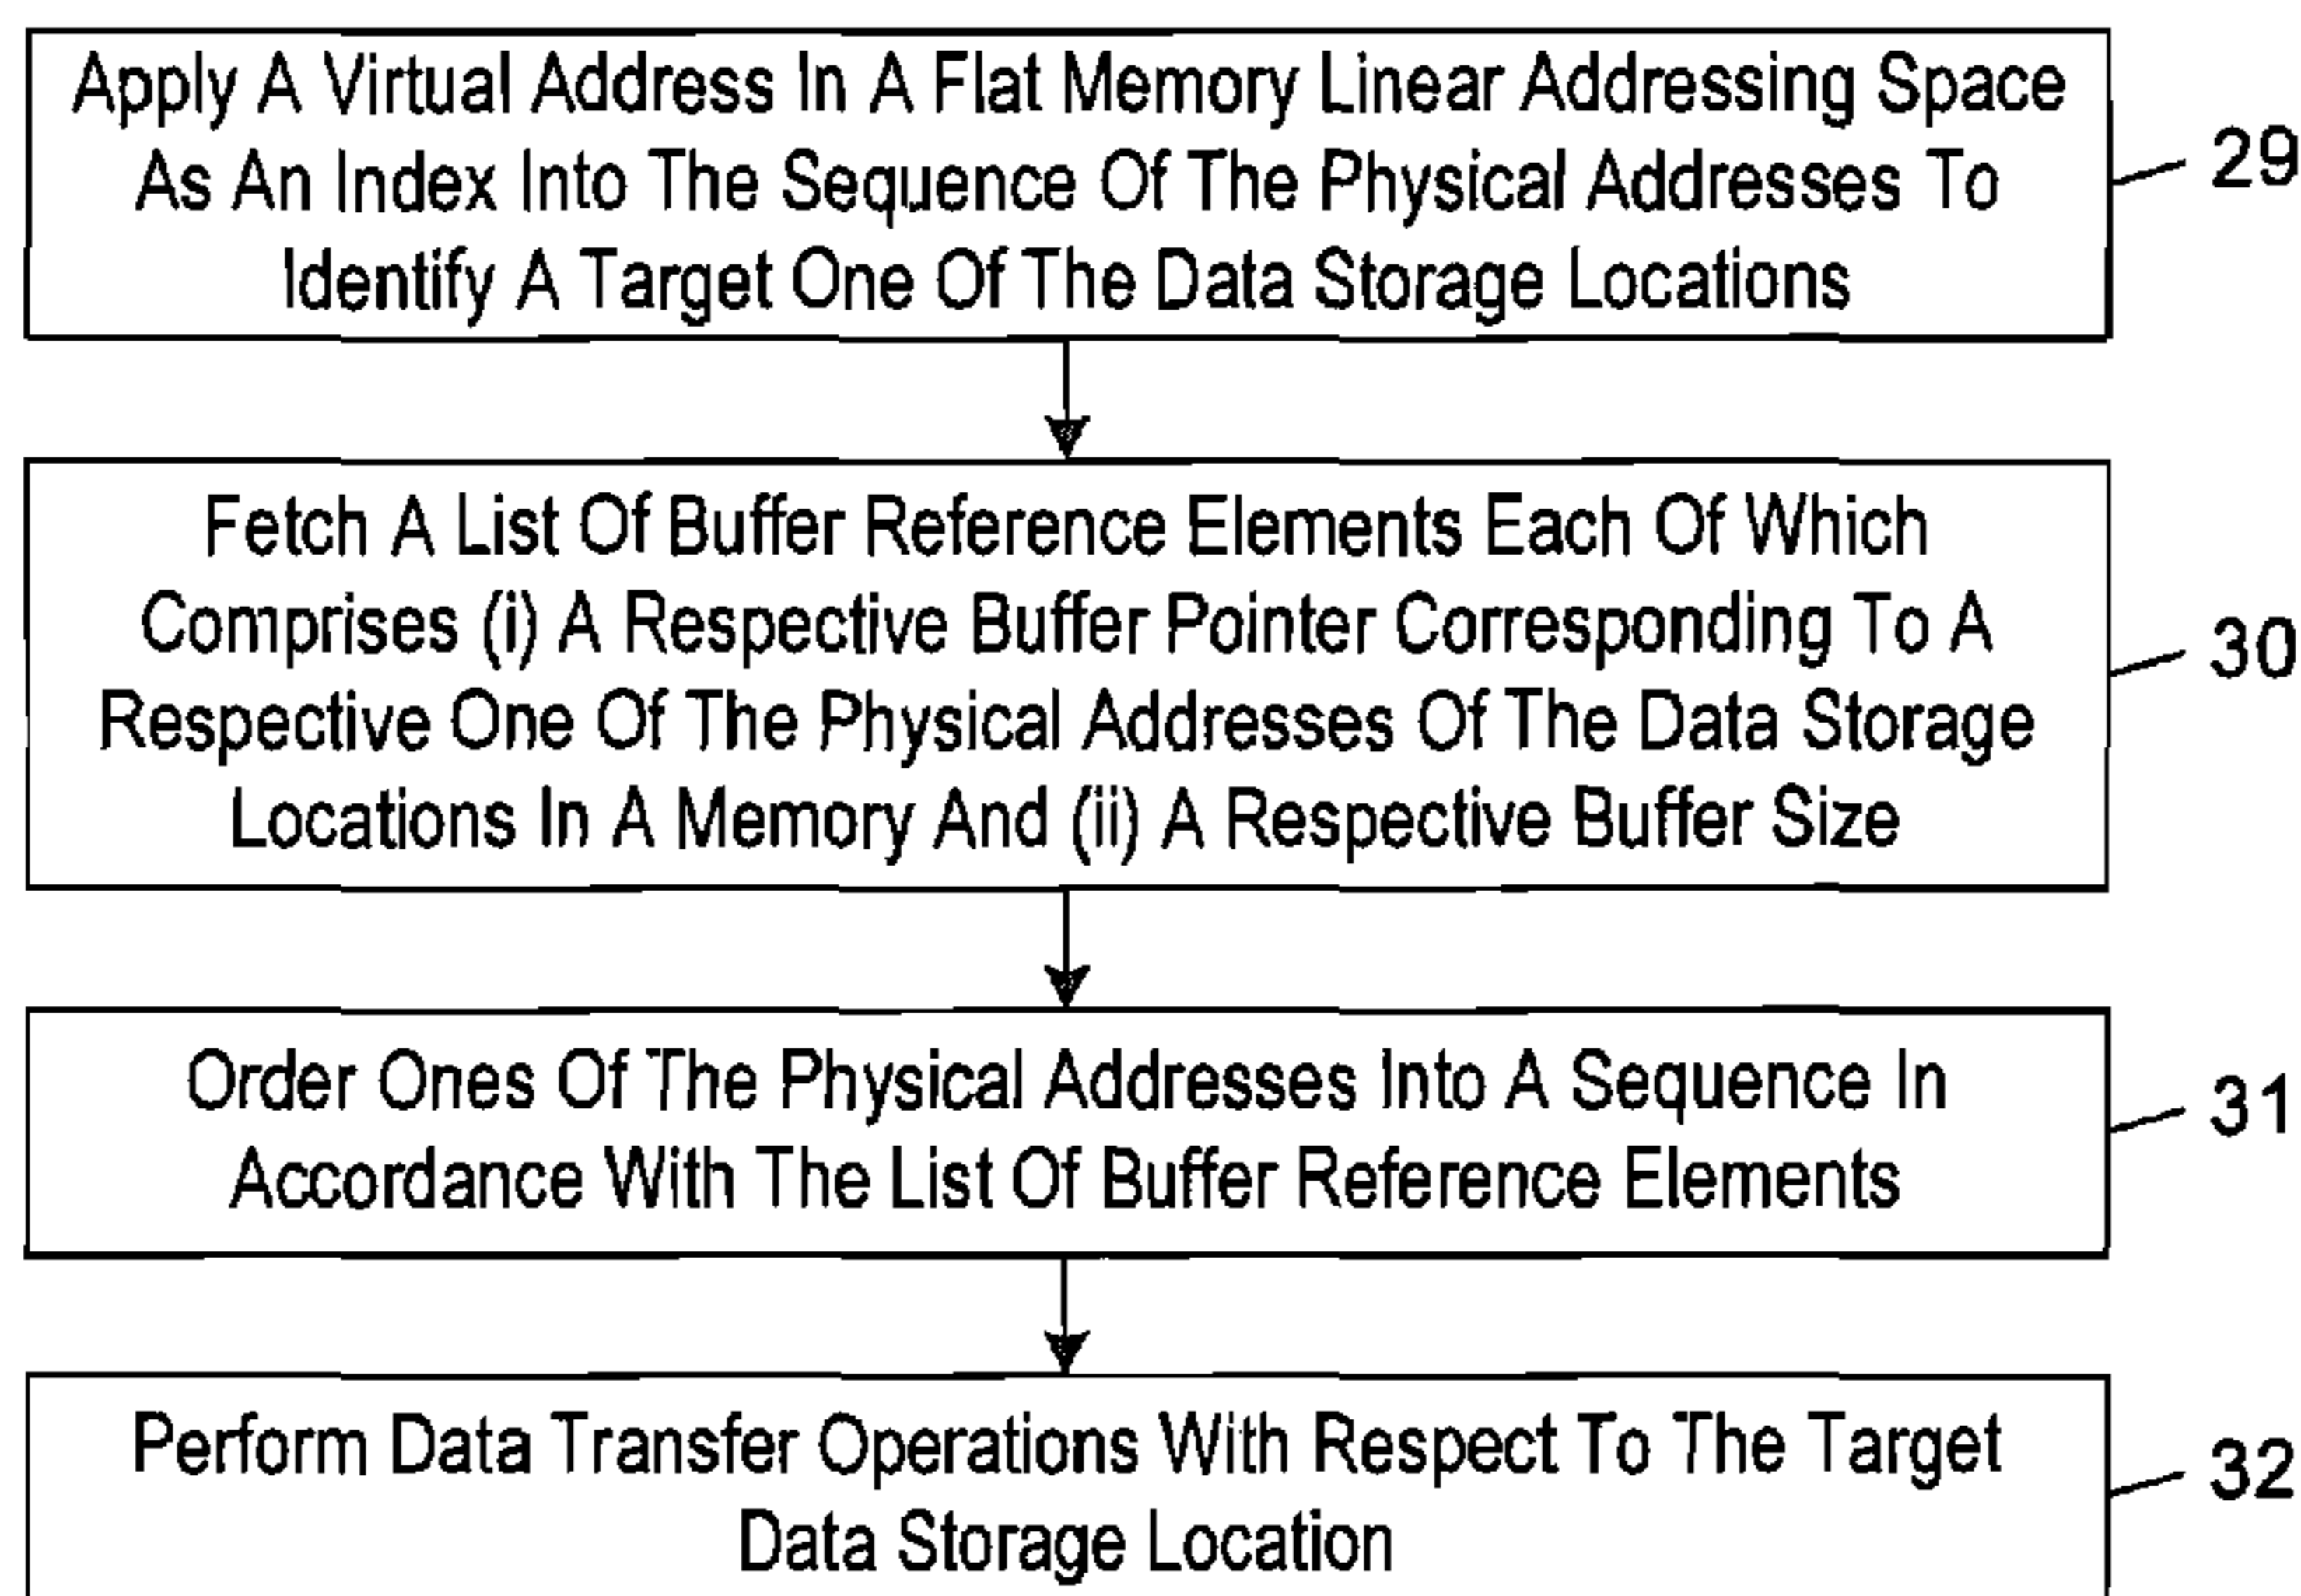 Apply A Virtual Address In A Flat Memory Linear Addressing Space
As An Index Into The Sequence Of The Physical Addresses To
Identify A Target One Of The Data Storage Locations
29
Fetch A List Of Buffer Reference Elements Each Of Which
Comprises (i) A Respective Buffer Pointer Corresponding To A
Respective One Of The Physical Addresses Of The Data Storage
Locations In A Memory And (ii) A Respective Buffer Size
30
Order Ones Of The Physical Addresses Into A Sequence In
Accordance With The List Of Buffer Reference Elements
31
Perform Data Transfer Operations With Respect To The Target
Data Storage Location
32